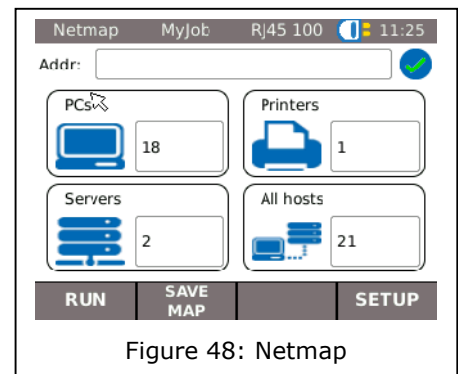 Netmap MyJob RJ45 100 11:25
Addr:
PCs Printers
18 1
Servers All hosts
2 21
RUN SAVE MAP SETUP
Figure 48: Netmap